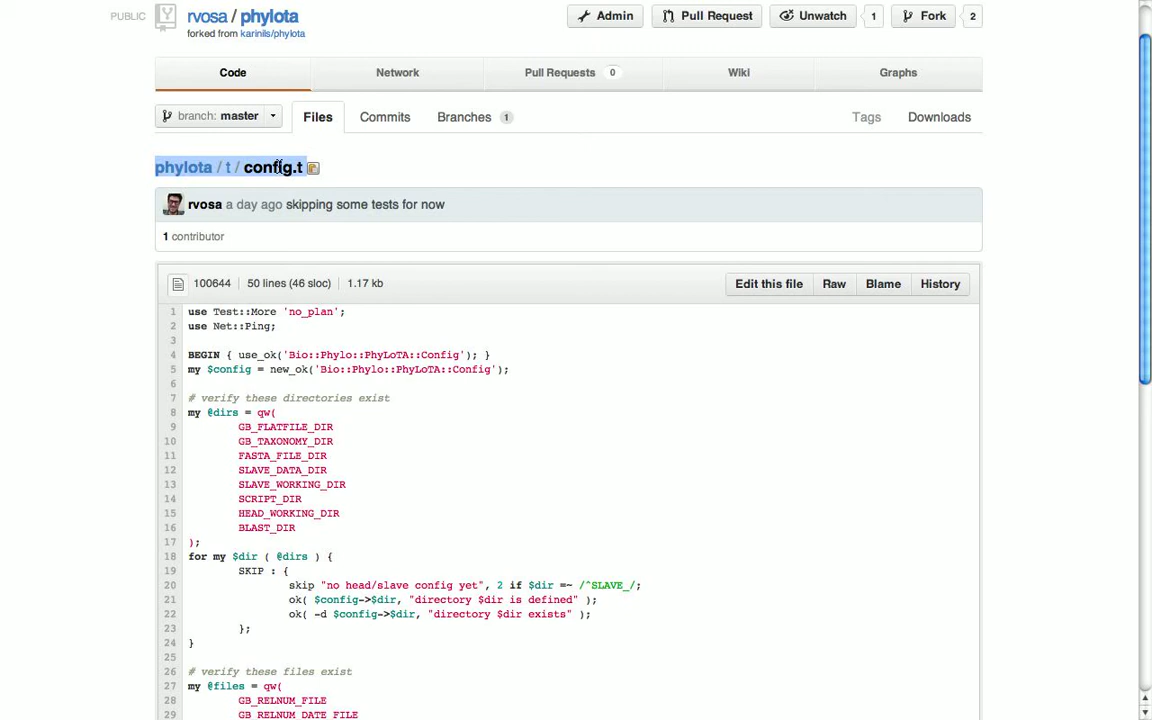 PUBLIC rvosa / phylota Admin Pull Request Unwatch 1 Fork 2
forked from karinils/phylota
Code Network Pull Requests 0 Wiki Graphs
branch: master Files Commits Branches 1 Tags Downloads
phylota / t / config.t
rvosa a day ago skipping some tests for now
1 contributor
100644 50 lines (46 sloc) 1.17 kb Edit this file Raw Blame History
1 use Test::More 'no_plan';
2 use Net::Ping;
3
4 BEGIN { use_ok('Bio::Phylo::PhyLoTA::Config'); }
5 my $config = new_ok('Bio::Phylo::PhyLoTA::Config');
6
7 # verify these directories exist
8 my @dirs = qw(
9 GB_FLATFILE_DIR
10 GB_TAXONOMY_DIR
11 FASTA_FILE_DIR
12 SLAVE_DATA_DIR
13 SLAVE_WORKING_DIR
14 SCRIPT_DIR
15 HEAD_WORKING_DIR
16 BLAST_DIR
17 );
18 for my $dir ( @dirs ) {
19 SKIP : {
20 skip "no head/slave config yet", 2 if $dir =~ /^SLAVE_/;
21 ok( $config->$dir, "directory $dir is defined" );
22 ok( -d $config->$dir, "directory $dir exists" );
23 };
24 }
25
26 # verify these files exist
27 my @files = qw(
28 GB_RELNUM_FILE
29 GB_RELNUM_DATE_FILE